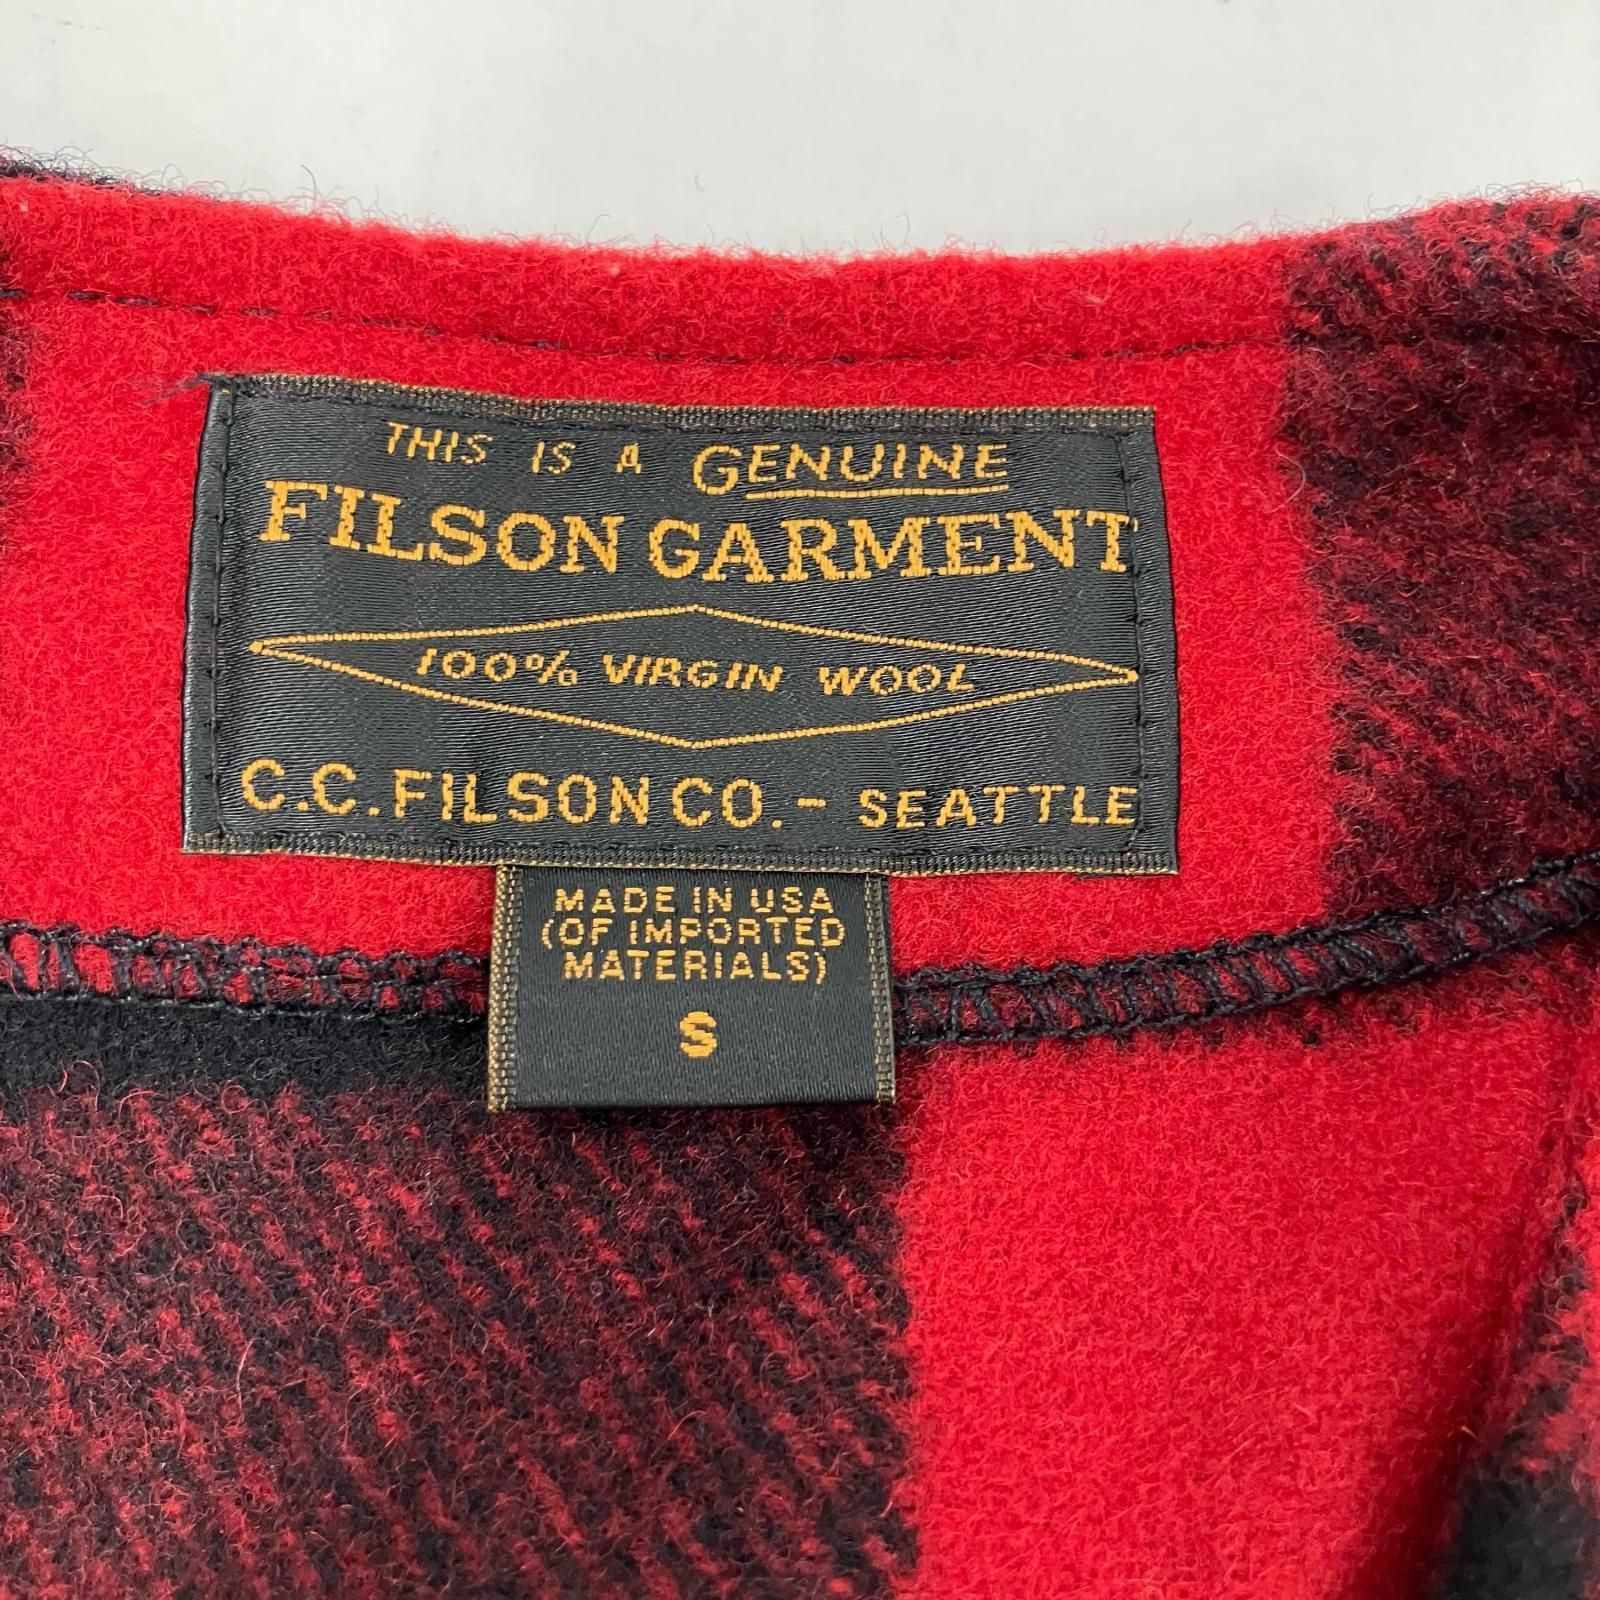 THIS IS A GENUINE
FILSON GARMENT
100% VIRGIN WOOL
C.C. FILSON CO. - SEATTLE
MADE IN USA
(OF IMPORTED
MATERIALS)
S